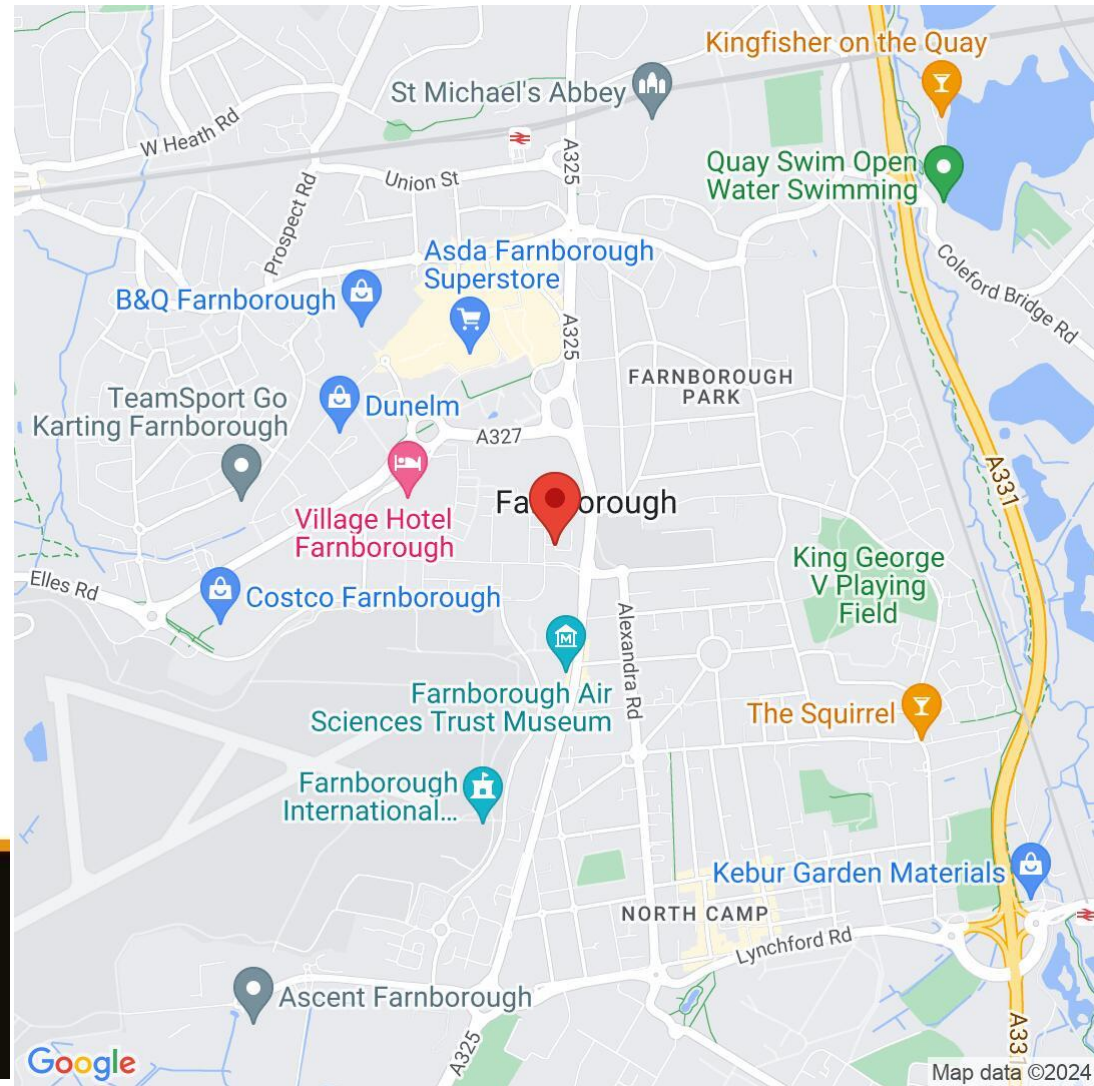 Kingfisher on the Quay
St Michael's Abbey
W Heath Rd
A325
Union St
Quay Swim Open
Water Swimming
Prospect Rd
Coleford Bridge Rd
Asda Farnborough
Superstore
B&Q Farnborough
A325
FARNBOROUGH
PARK
TeamSport Go
Karting Farnborough
Dunelm
A327
A331
Village Hotel
Farnborough
Fa orough
King George
V Playing
Field
Elles Rd
Costco Farnborough
Alexandra Rd
M
Farnborough Air
Sciences Trust Museum
The Squirrel
Farnborough
International...
Kebur Garden Materials
NORTH CAMP
Lynchford Rd
Ascent Farnborough
A325
A331
Google
Map data ©2024